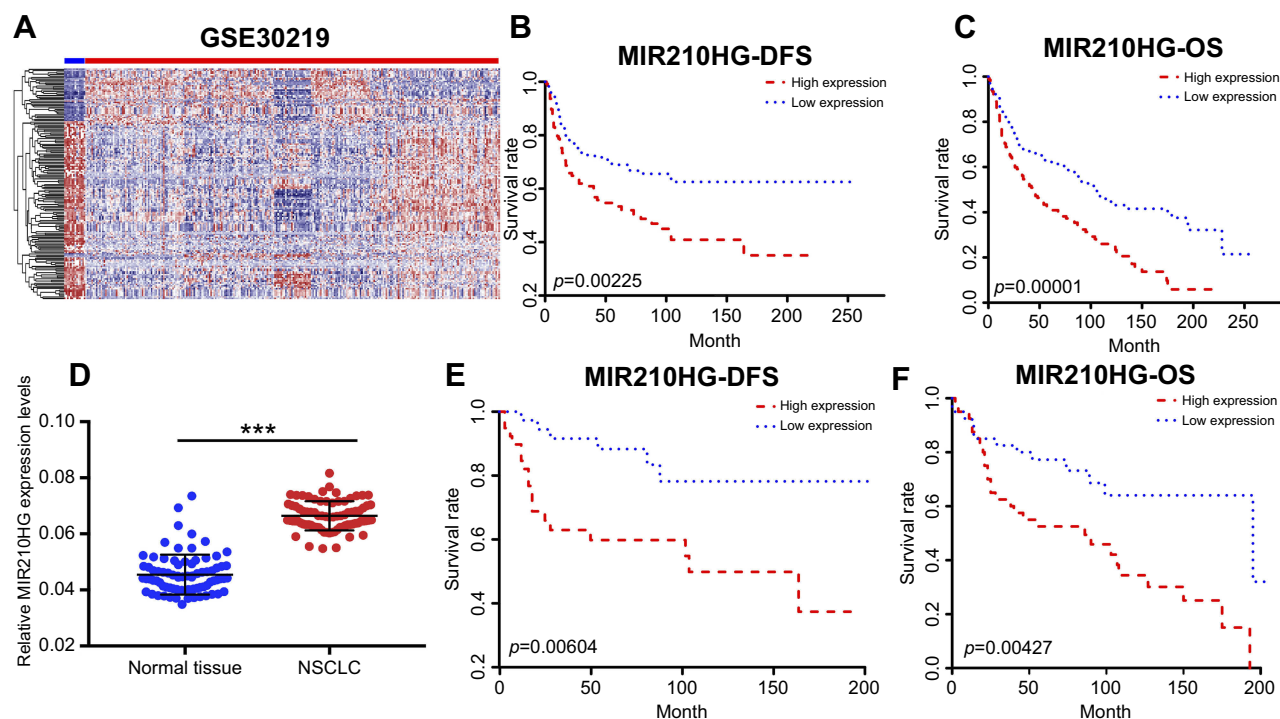 A
GSE30219
B
MIR210HG-DFS
High expression
Low expression
Survival rate
1.0
0.8
0.6
0.4
0.2
p=0.00225
0
50
100
150
200
250
Month
C
MIR210HG-OS
High expression
Low expression
Survival rate
1.0
0.8
0.6
0.4
0.2
0.0
p=0.00001
0
50
100
150
200
250
Month
D
Relative MIR210HG expression levels
0.10
0.08
0.06
0.04
0.02
***
Normal tissue
NSCLC
E
MIR210HG-DFS
High expression
Low expression
Survival rate
1.0
0.8
0.6
0.4
0.2
p=0.00604
0
50
100
150
200
Month
F
MIR210HG-OS
High expression
Low expression
Survival rate
1.0
0.8
0.6
0.4
0.2
0.0
p=0.00427
0
50
100
150
200
Month